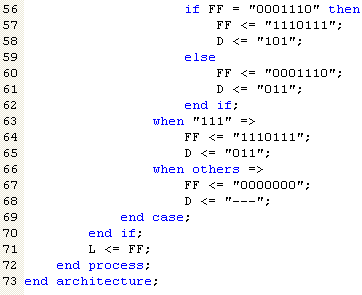 56 if FF = "0001110" then
57 FF <= "1110111";
58 D <= "101";
59 else
60 FF <= "0001110";
61 D <= "011";
62 end if;
63 when "111" =>
64 FF <= "1110111";
65 D <= "011";
66 when others =>
67 FF <= "0000000";
68 D <= "---";
69 end case;
70 end if;
71 L <= FF;
72 end process;
73 end architecture;